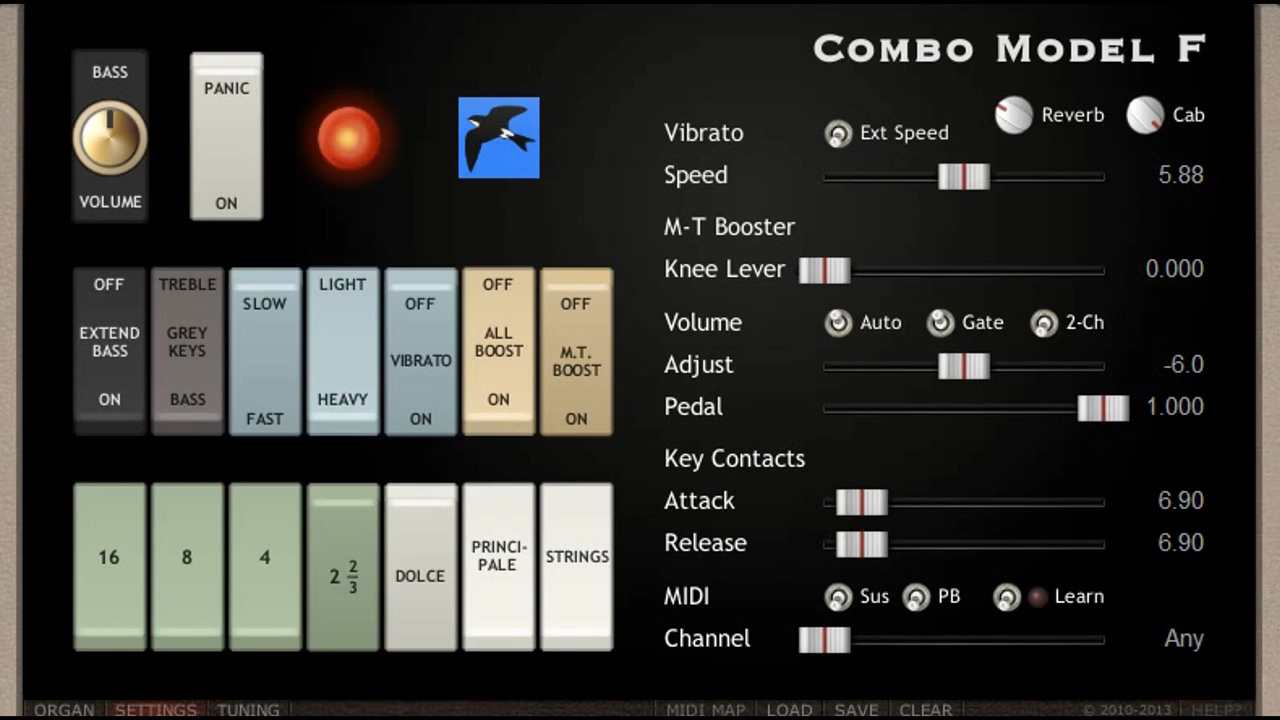 COMBO MODEL F
BASS
VOLUME
PANIC
ON
Reverb
Cab
Vibrato
Ext Speed
Speed
5.88
M-T Booster
Knee Lever
0.000
Volume
Auto
Gate
2-Ch
Adjust
-6.0
Pedal
1.000
Key Contacts
Attack
6.90
Release
6.90
MIDI
Sus
PB
Learn
Channel
Any
OFF
EXTEND
BASS
ON
TREBLE
GREY
KEYS
BASS
SLOW
FAST
LIGHT
HEAVY
OFF
VIBRATO
ON
OFF
ALL
BOOST
ON
OFF
M.T.
BOOST
ON
16
8
4
2 2/3
DOLCE
PRINCI-
PALE
STRINGS
ORGAN
SETTINGS
TUNING
MIDI MAP
LOAD
SAVE
CLEAR
© 2010-2013
HELP?